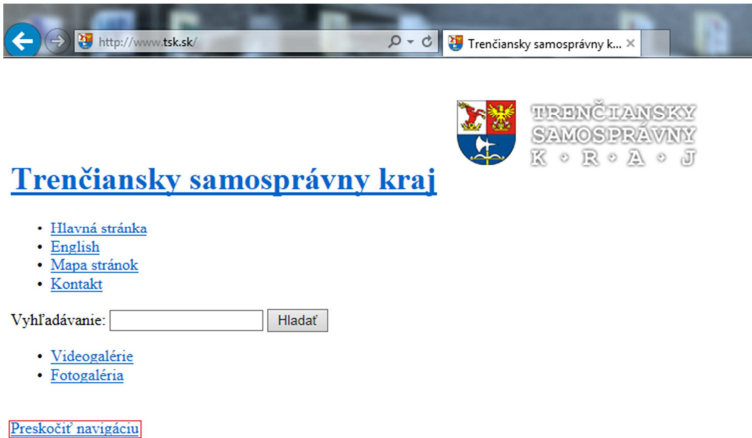 http://www.tsk.sk/
Trenčiansky samosprávny k...
TRENČIANSKY
SAMOSPRÁVNY
K • R • A • J
Trenčiansky samosprávny kraj
• Hlavná stránka
• English
• Mapa stránok
• Kontakt
Vyhľadávanie:
Hladať
• Videogalérie
• Fotogaléria
Preskočiť navigáciu